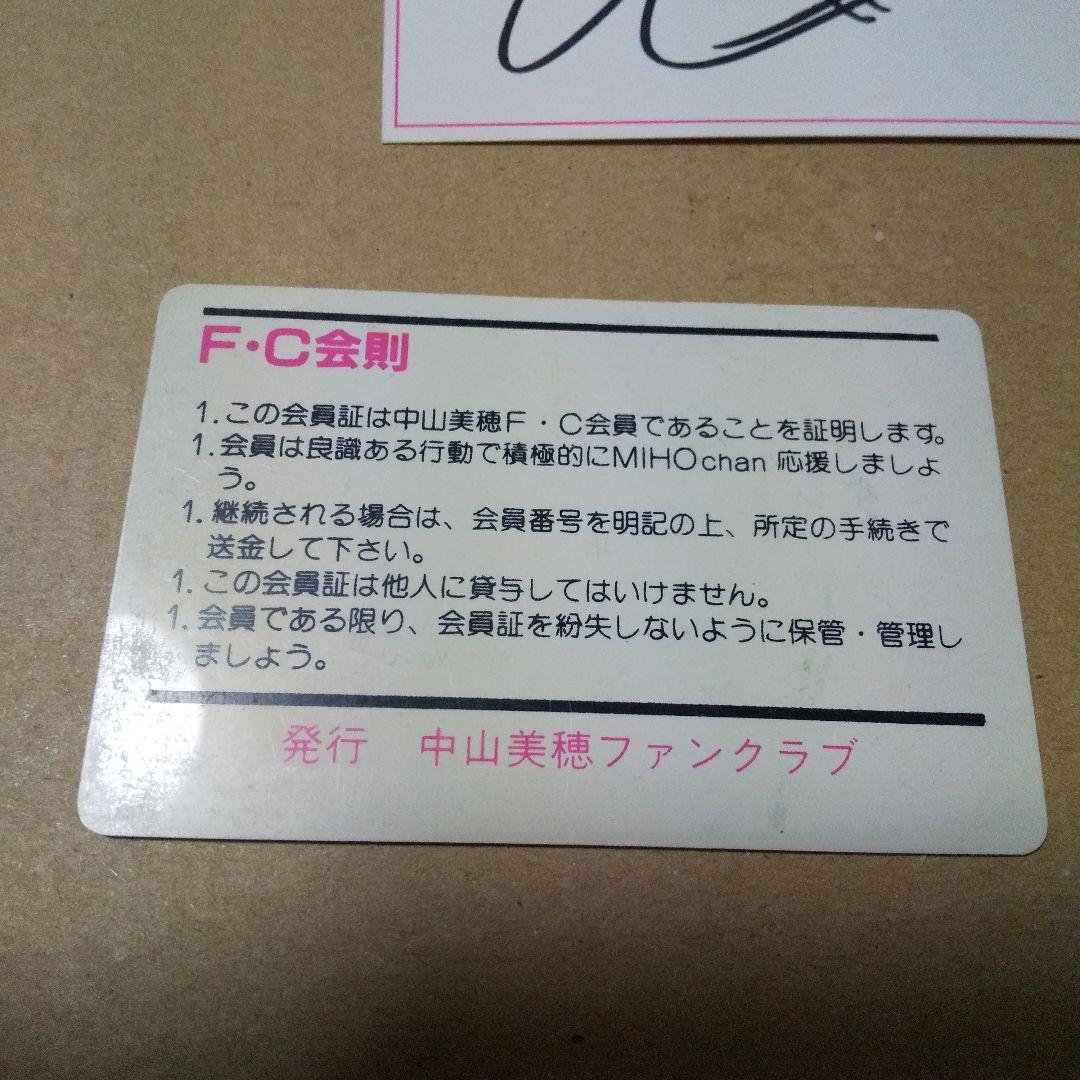 F・C会則
1. この会員証は中山美穂F・C会員であることを証明します。
1. 会員は良識ある行動で積極的にMIHOchan 応援しましょ
う。
1. 継続される場合は、会員番号を明記の上、所定の手続きで
送金して下さい。
1. この会員証は他人に貸与してはいけません。
1. 会員である限り、会員証を紛失しないように保管・管理し
ましょう。
発行 中山美穂ファンクラブ